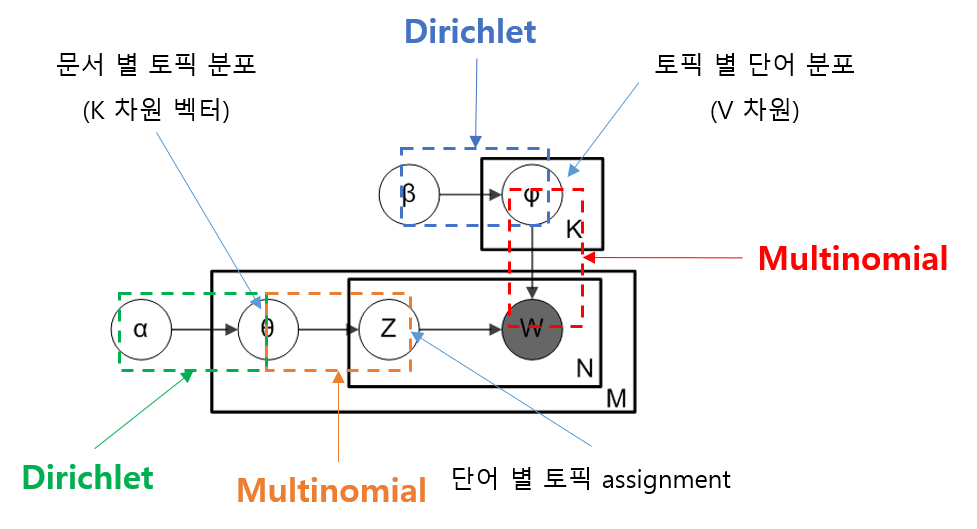 Dirichlet
문서 별 토픽 분포
(K 차원 벡터)
토픽 별 단어 분포
(V 차원)
β
φ
K
Multinomial
α
θ
Z
W
N
M
Dirichlet
Multinomial
단어 별 토픽 assignment